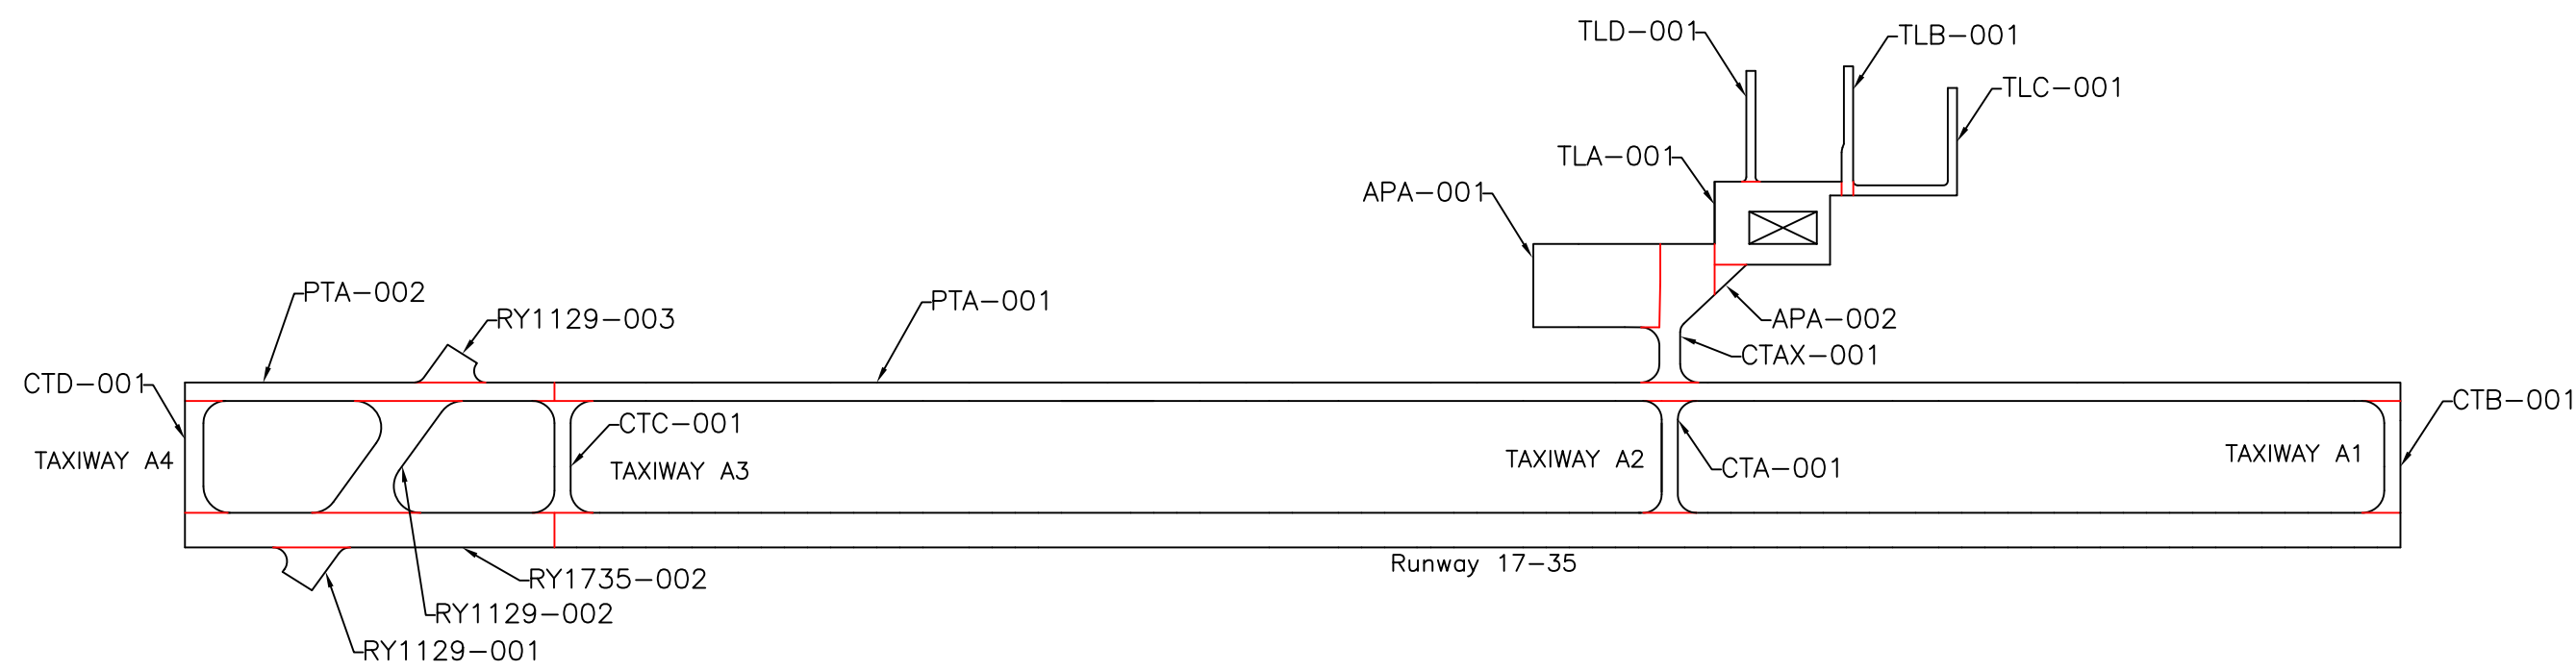 TLD-001
TLB-001
TLC-001
TLA-001
APA-001
PTA-002
PTA-001
RY1129-003
APA-002
CTAX-001
CTD-001
CTB-001
CTC-001
TAXIWAY A4
TAXIWAY A3
TAXIWAY A2
CTA-001
TAXIWAY A1
Runway 17-35
RY1735-002
RY1129-002
RY1129-001